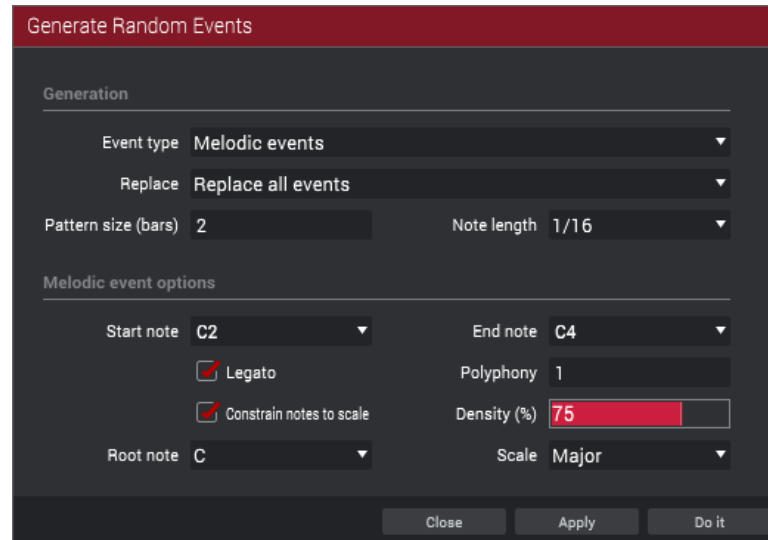 Generate Random Events
Generation
Event type Melodic events
Replace Replace all events
Pattern size (bars) 2 Note length 1/16
Melodic event options
Start note C2 End note C4
Legato Polyphony 1
Constrain notes to scale Density (%) 75
Root note C Scale Major
Close Apply Do it